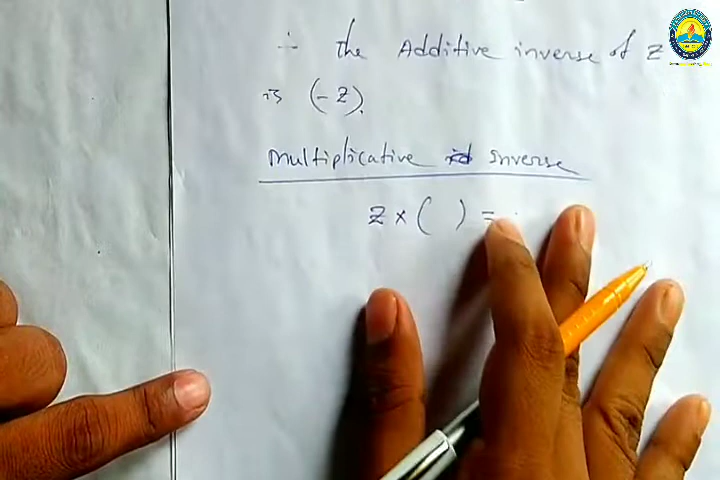 ∴ the Additive inverse of z
is (-z).
Multiplicative inverse
z × ( ) =